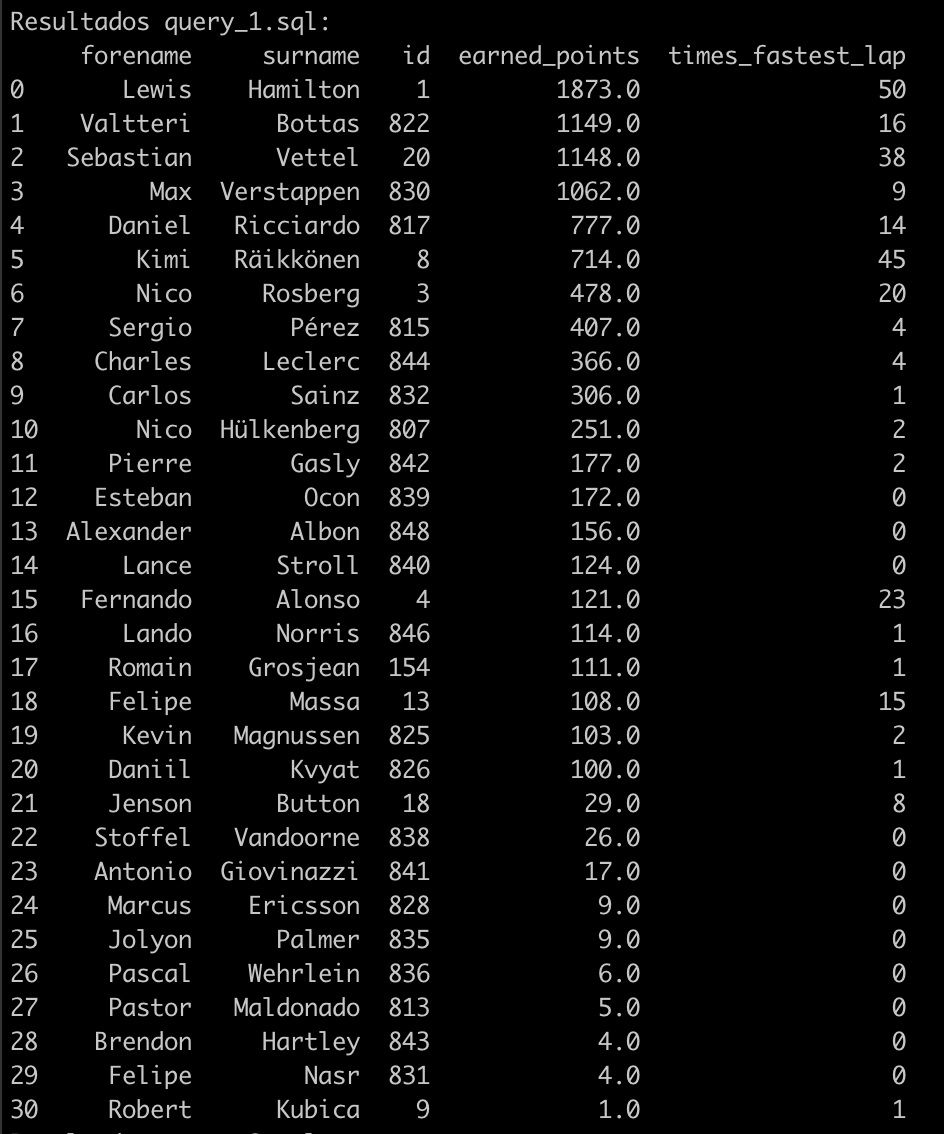 Resultados query_1.sql:
forename surname id earned_points times_fastest_lap
0 Lewis Hamilton 1 1873.0 50
1 Valtteri Bottas 822 1149.0 16
2 Sebastian Vettel 20 1148.0 38
3 Max Verstappen 830 1062.0 9
4 Daniel Ricciardo 817 777.0 14
5 Kimi Räikkönen 8 714.0 45
6 Nico Rosberg 3 478.0 20
7 Sergio Pérez 815 407.0 4
8 Charles Leclerc 844 366.0 4
9 Carlos Sainz 832 306.0 1
10 Nico Hülkenberg 807 251.0 2
11 Pierre Gasly 842 177.0 2
12 Esteban Ocon 839 172.0 0
13 Alexander Albon 848 156.0 0
14 Lance Stroll 840 124.0 0
15 Fernando Alonso 4 121.0 23
16 Lando Norris 846 114.0 1
17 Romain Grosjean 154 111.0 1
18 Felipe Massa 13 108.0 15
19 Kevin Magnussen 825 103.0 2
20 Daniil Kvyat 826 100.0 1
21 Jenson Button 18 29.0 8
22 Stoffel Vandoorne 838 26.0 0
23 Antonio Giovinazzi 841 17.0 0
24 Marcus Ericsson 828 9.0 0
25 Jolyon Palmer 835 9.0 0
26 Pascal Wehrlein 836 6.0 0
27 Pastor Maldonado 813 5.0 0
28 Brendon Hartley 843 4.0 0
29 Felipe Nasr 831 4.0 0
30 Robert Kubica 9 1.0 1